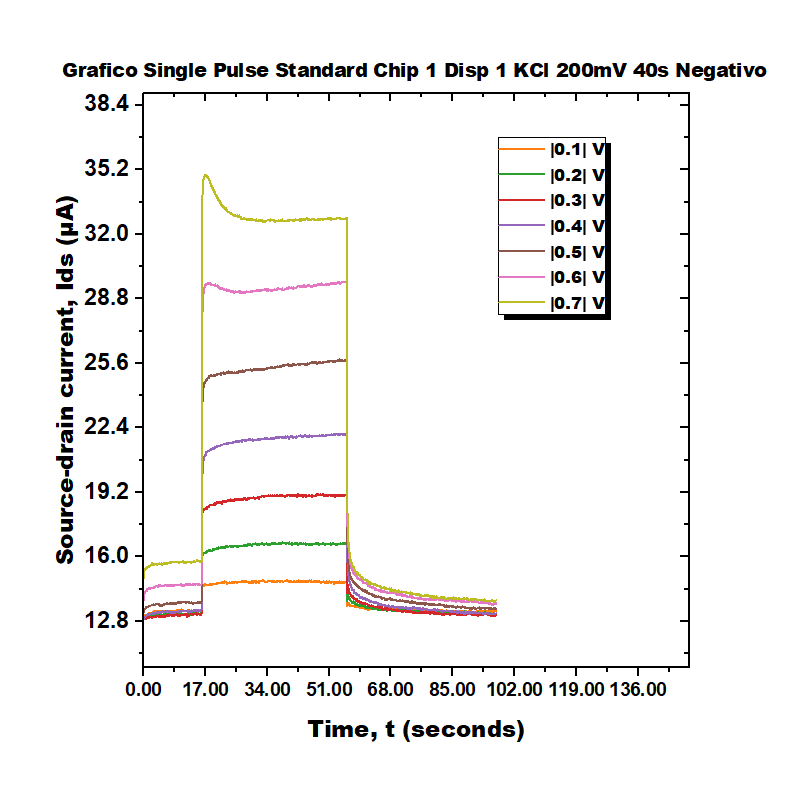 Grafico Single Pulse Standard Chip 1 Disp 1 KCl 200mV 40s Negativo
38.4
35.2
32.0
28.8
25.6
22.4
19.2
16.0
12.8
Source-drain current, Ids (µA)
|0.1| V
|0.2| V
|0.3| V
|0.4| V
|0.5| V
|0.6| V
|0.7| V
0.00 17.00 34.00 51.00 68.00 85.00 102.00 119.00 136.00
Time, t (seconds)